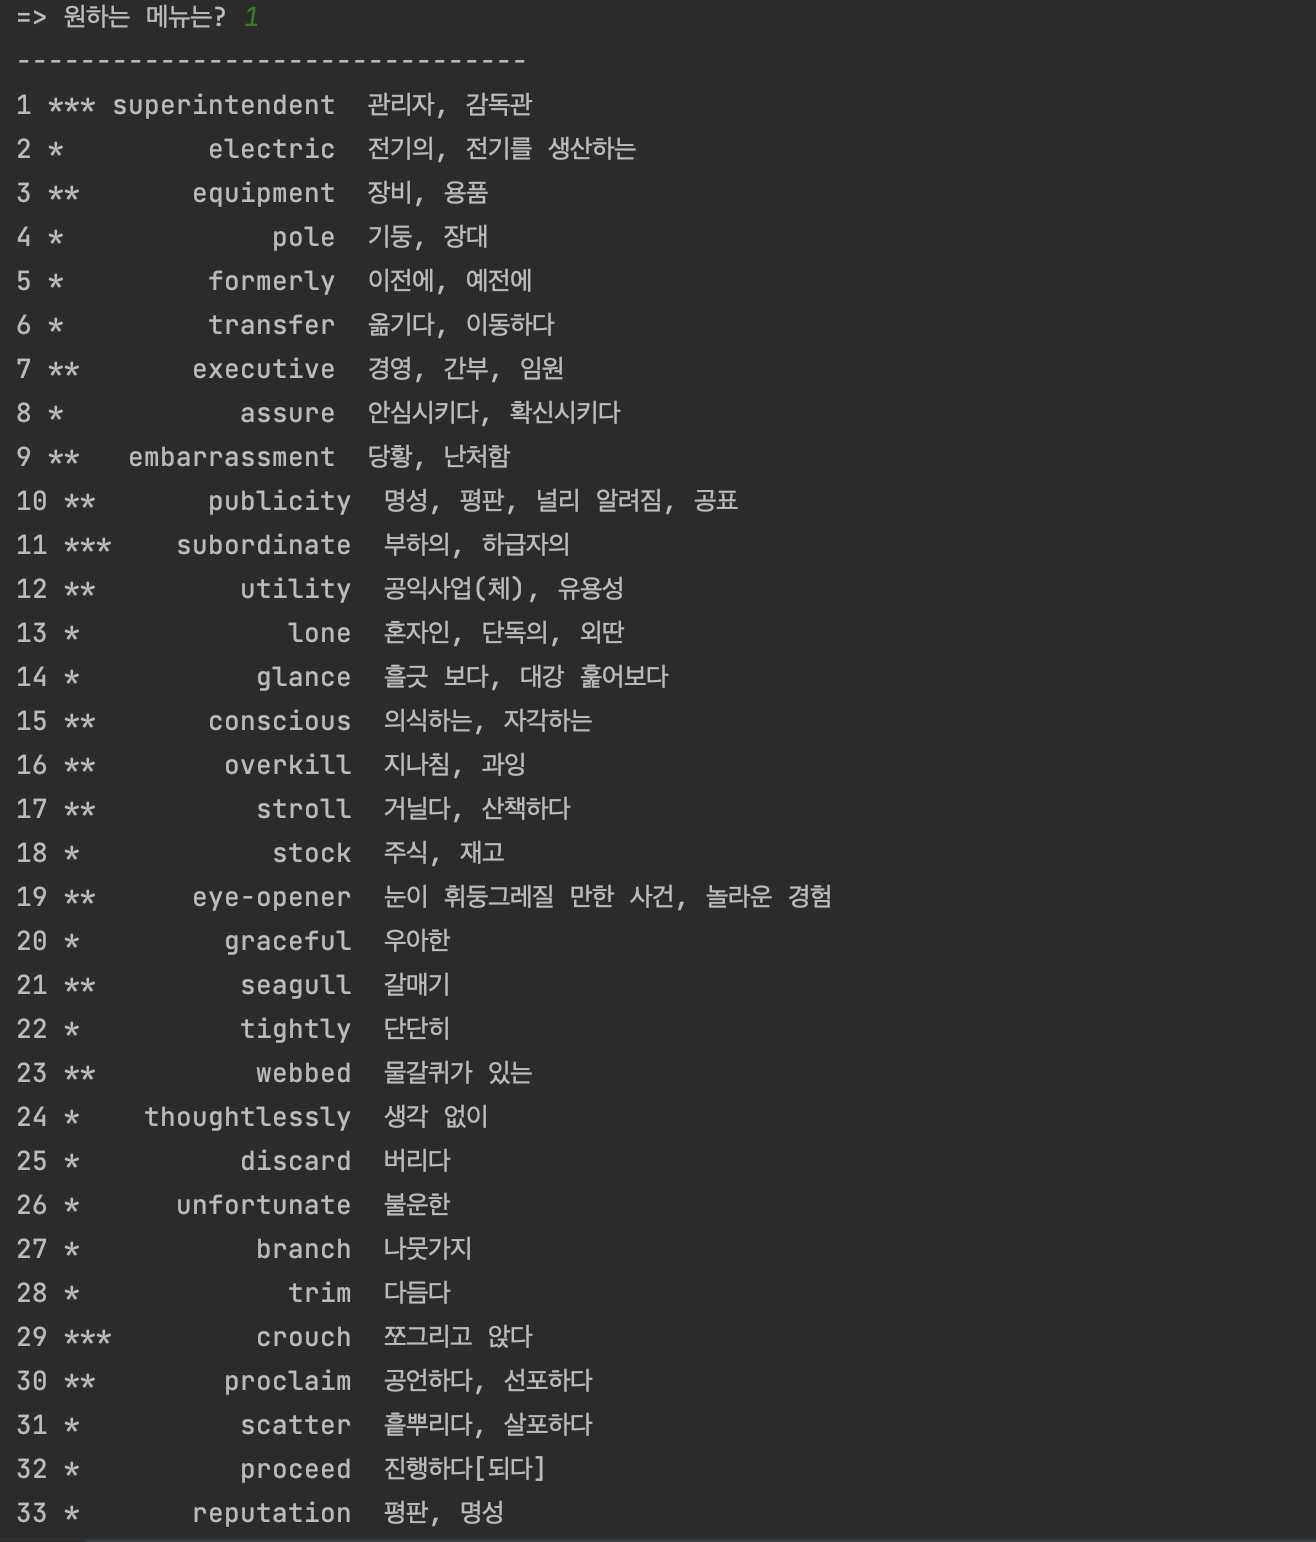 => 원하는 메뉴는? 1
--------------------------------
1 *** superintendent  관리자, 감독관
2 *         electric  전기의, 전기를 생산하는
3 **       equipment  장비, 용품
4 *             pole  기둥, 장대
5 *         formerly  이전에, 예전에
6 *         transfer  옮기다, 이동하다
7 **       executive  경영, 간부, 임원
8 *           assure  안심시키다, 확신시키다
9 **   embarrassment  당황, 난처함
10 **       publicity  명성, 평판, 널리 알려짐, 공표
11 ***    subordinate  부하의, 하급자의
12 **         utility  공익사업(체), 유용성
13 *             lone  혼자인, 단독의, 외딴
14 *           glance  흘긋 보다, 대강 훑어보다
15 **       conscious  의식하는, 자각하는
16 **        overkill  지나침, 과잉
17 **          stroll  거닐다, 산책하다
18 *            stock  주식, 재고
19 **      eye-opener  눈이 휘둥그레질 만한 사건, 놀라운 경험
20 *         graceful  우아한
21 **         seagull  갈매기
22 *          tightly  단단히
23 **          webbed  물갈퀴가 있는
24 *    thoughtlessly  생각 없이
25 *          discard  버리다
26 *      unfortunate  불운한
27 *           branch  나뭇가지
28 *             trim  다듬다
29 ***         crouch  쪼그리고 앉다
30 **        proclaim  공언하다, 선포하다
31 *          scatter  흩뿌리다, 살포하다
32 *          proceed  진행하다[되다]
33 *       reputation  평판, 명성